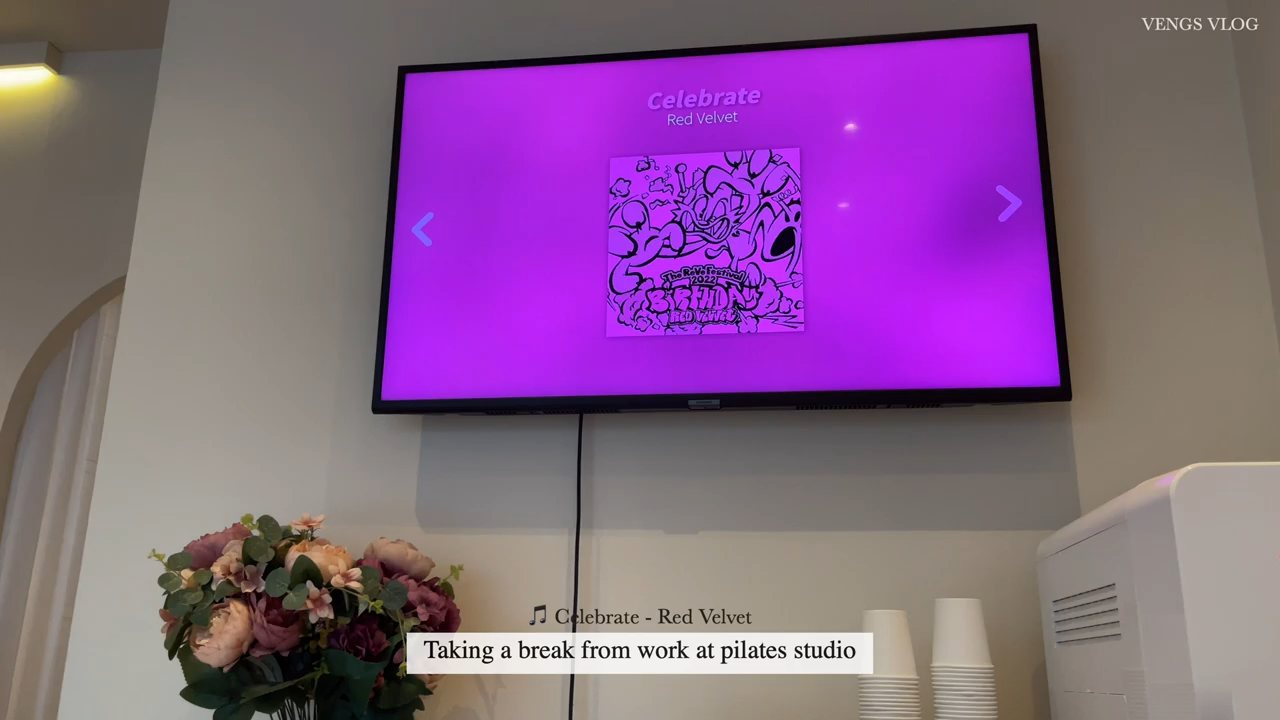 VENGS VLOG
Celebrate
Red Velvet
The ReVe Festival
2022
BiRTHDAY
RED VELVET
🎵 Celebrate - Red Velvet
Taking a break from work at pilates studio